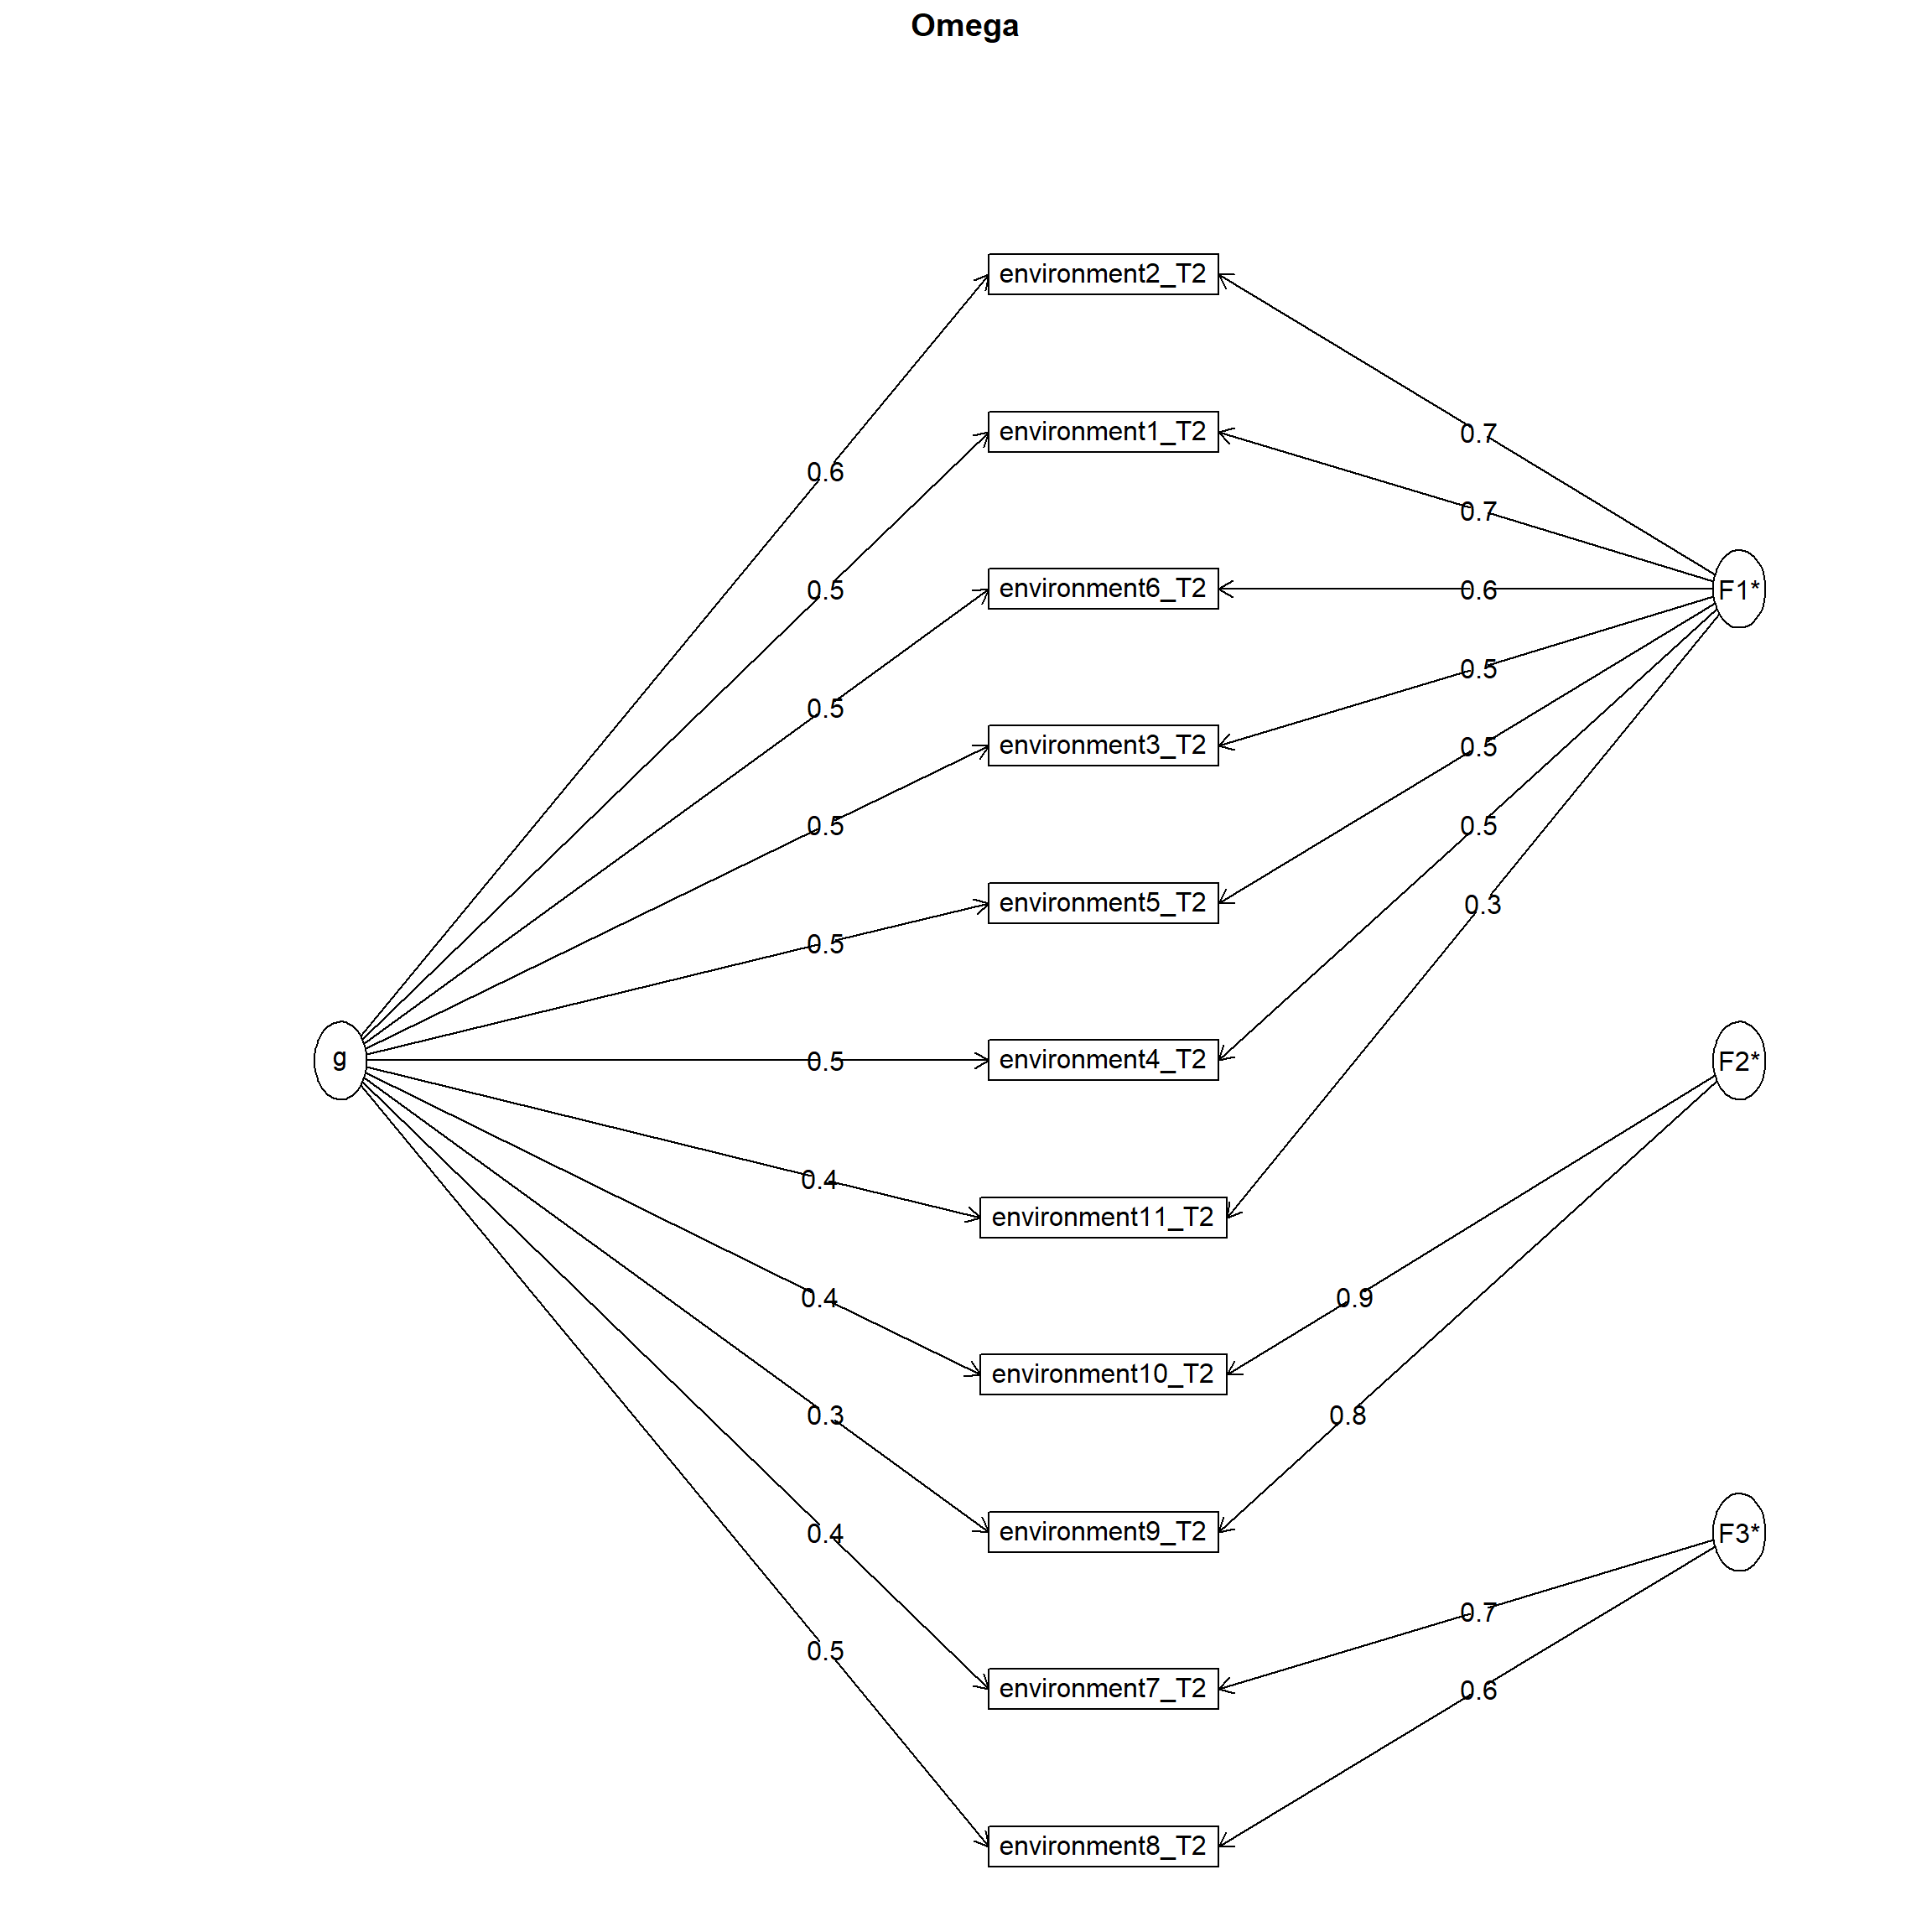 Omega
environment2_T2
environment1_T2
0.7
0.6
0.7
environment6_T2
0.5
0.6
F1*
0.5
0.5
environment3_T2
0.5
0.5
0.5
environment5_T2
0.3
0.5
g
0.5
environment4_T2
F2*
0.4
environment11_T2
0.4
0.9
environment10_T2
0.3
0.8
0.4
environment9_T2
F3*
0.7
0.5
environment7_T2
0.6
environment8_T2